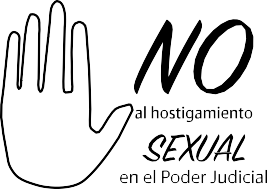 NO
al hostigamiento
SEXUAL
en el Poder Judicial